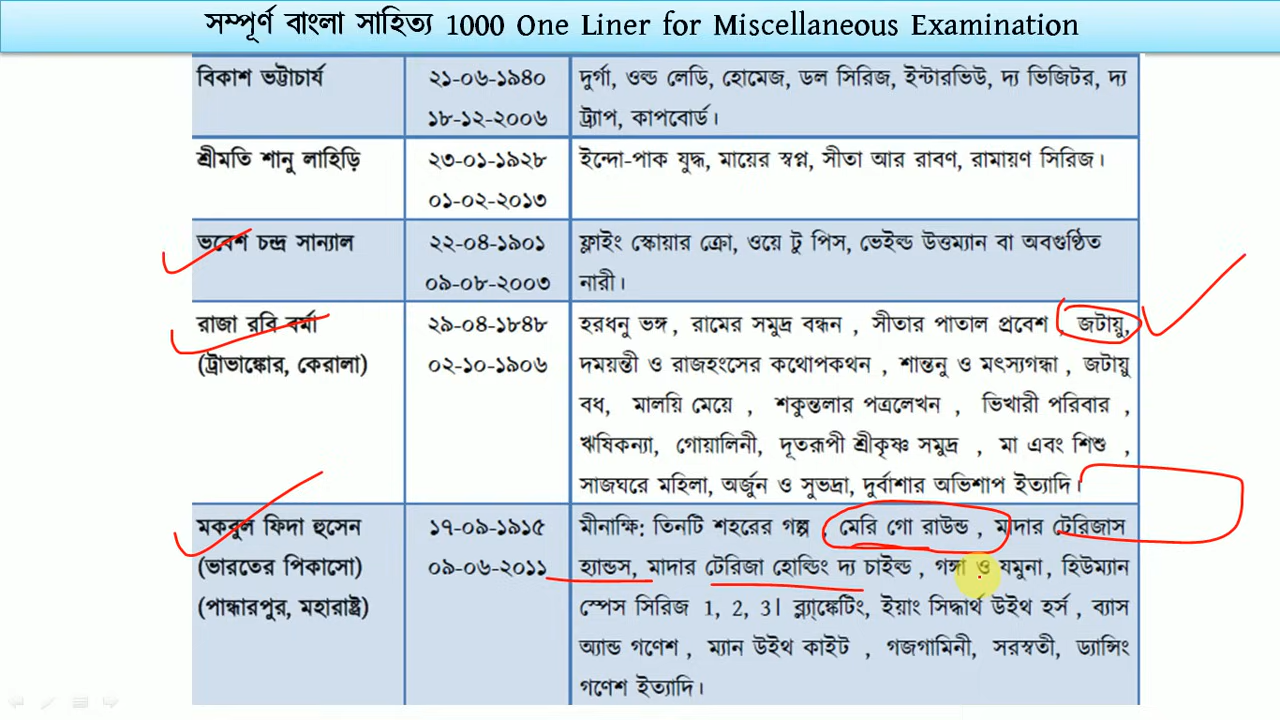 সম্পূর্ণ বাংলা সাহিত্য 1000 One Liner for Miscellaneous Examination
বিকাশ ভট্টাচার্য ২১-০৬-১৯৪০ দুর্গা, ওল্ড লেডি, হোমেজ, ডল সিরিজ, ইন্টারভিউ, দ্য ভিজিটর, দ্য
১৮-১২-২০০৬ ট্র্যাপ, কাপবোর্ড।
শ্রীমতি শানু লাহিড়ি ২৩-০১-১৯২৮ ইন্দো-পাক যুদ্ধ, মায়ের স্বপ্ন, সীতা আর রাবণ, রামায়ণ সিরিজ।
০১-০২-২০১৩
ভবেশ চন্দ্র সান্যাল ২২-০৪-১৯০১ ফ্লাইং স্কোয়ার ক্রো, ওয়ে টু পিস, ভেইল্ড উত্তম্যান বা অবগুণ্ঠিত
০৯-০৮-২০০৩ নারী।
রাজা রবি বর্মা ২৯-০৪-১৮৪৮ হরধনু ভঙ্গ , রামের সমুদ্র বন্ধন , সীতার পাতাল প্রবেশ , জটায়ু,
(ট্রাভাঙ্কোর, কেরালা) ০২-১০-১৯০৬ দময়ন্তী ও রাজহংসের কথোপকথন , শান্তনু ও মৎস্যগন্ধা , জটায়ু
বধ, মালয়ি মেয়ে , শকুন্তলার পত্রলেখন , ভিখারী পরিবার ,
ঋষিকন্যা, গোয়ালিনী, দূতরূপী শ্রীকৃষ্ণ সমুদ্র , মা এবং শিশু ,
সাজঘরে মহিলা, অর্জুন ও সুভদ্রা, দুর্বাশার অভিশাপ ইত্যাদি।
মকবুল ফিদা হুসেন ১৭-০৯-১৯১৫ মীনাক্ষি: তিনটি শহরের গল্প , মেরি গো রাউন্ড , মাদার টেরিজাস
(ভারতের পিকাসো) ০৯-০৬-২০১১ হ্যান্ডস, মাদার টেরিজা হোল্ডিং দ্য চাইল্ড , গঙ্গা ও যমুনা, হিউম্যান
(পান্ধারপুর, মহারাষ্ট্র) স্পেস সিরিজ 1, 2, 3। ব্ল্যাঙ্কেটিং, ইয়াং সিদ্ধার্থ উইথ হর্স , ব্যাস
অ্যান্ড গণেশ , ম্যান উইথ কাইট , গজগামিনী, সরস্বতী, ড্যান্সিং
গণেশ ইত্যাদি।